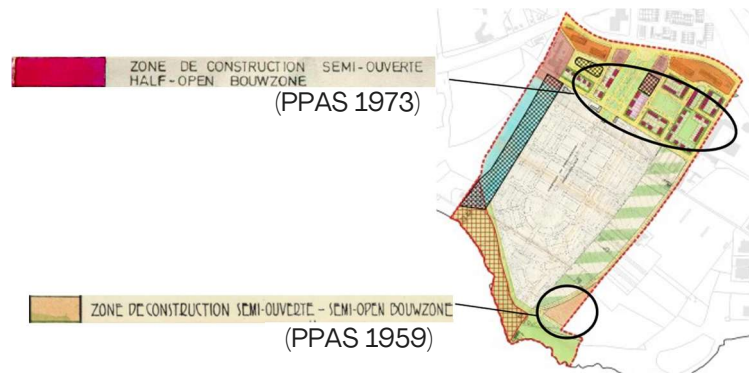 ZONE DE CONSTRUCTION SEMI-OUVERTE
HALF-OPEN BOUWZONE
(PPAS 1973)
ZONE DE CONSTRUCTION SEMI-OUVERTE - SEMI-OPEN BOUWZONE
(PPAS 1959)